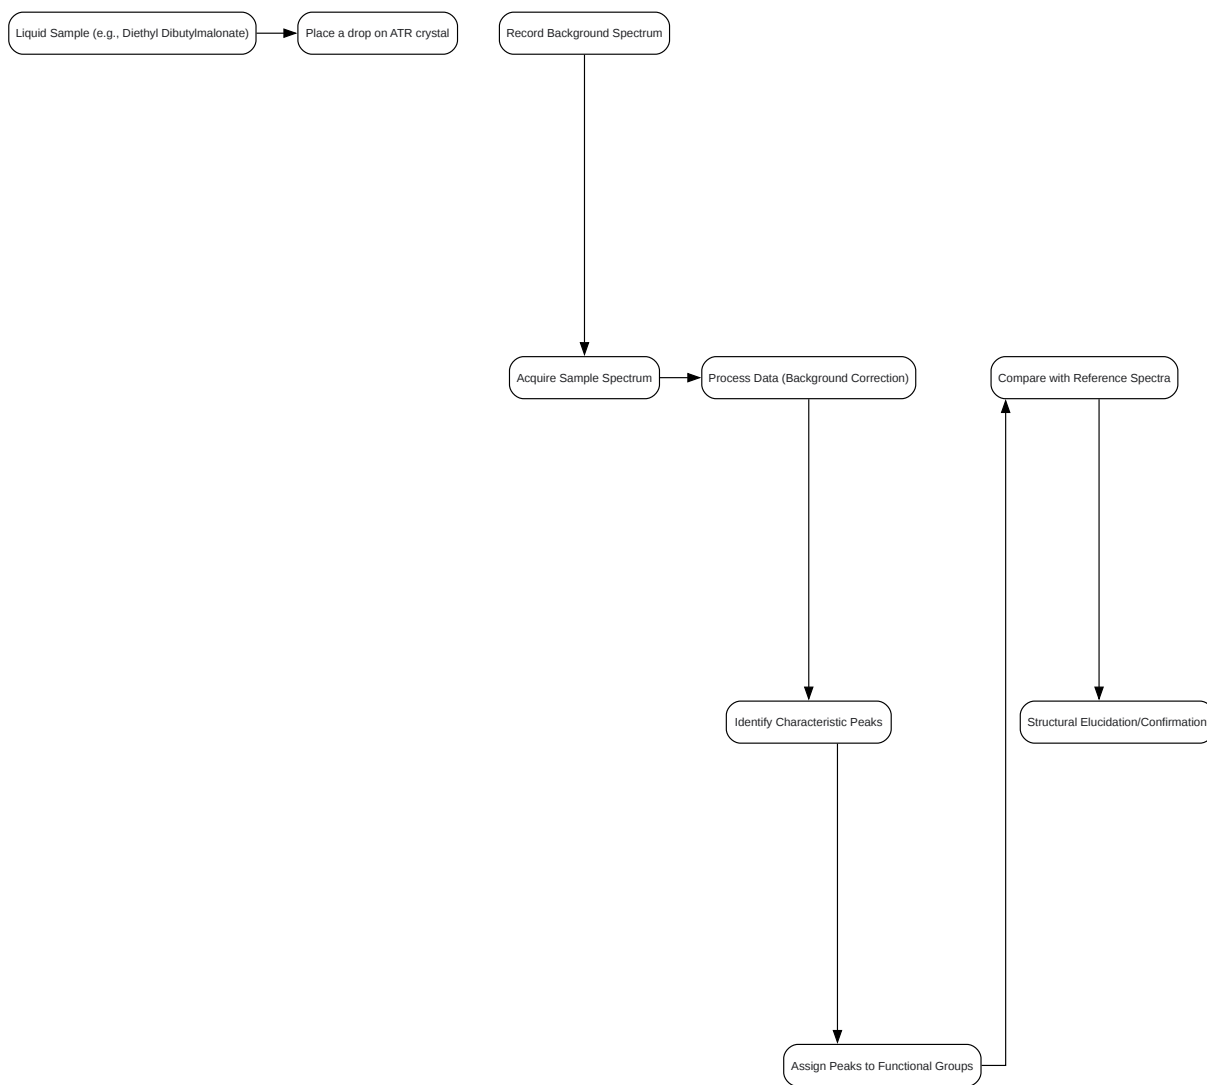 Liquid Sample (e.g., Diethyl Dibutylmalonate)
Place a drop on ATR crystal
Record Background Spectrum
Acquire Sample Spectrum
Process Data (Background Correction)
Compare with Reference Spectra
Identify Characteristic Peaks
Structural Elucidation/Confirmation
Assign Peaks to Functional Groups